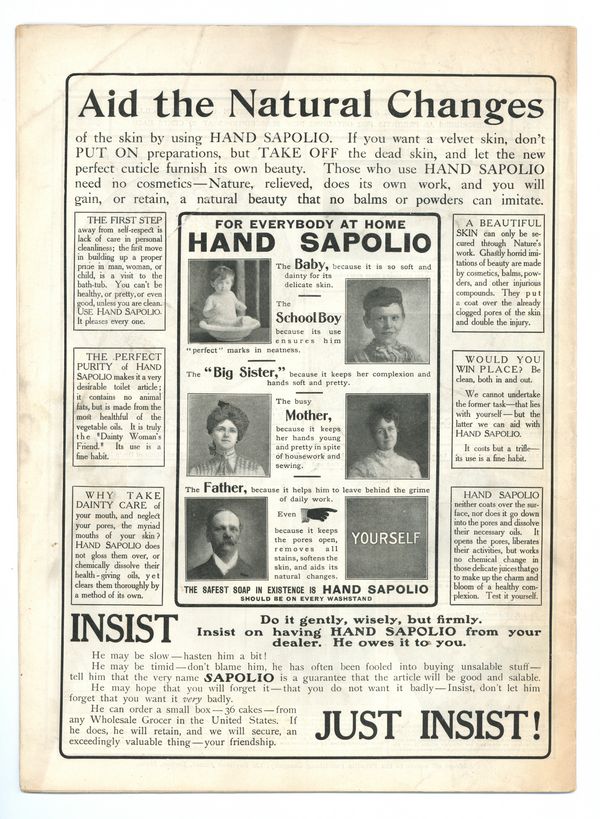 Aid the Natural Changes
of the skin by using HAND SAPOLIO. If you want a velvet skin, don't
PUT ON preparations, but TAKE OFF the dead skin, and let the new
perfect cuticle furnish its own beauty. Those who use HAND SAPOLIO
need no cosmetics—Nature, relieved, does its own work, and you will
gain, or retain, a natural beauty that no balms or powders can imitate.
THE FIRST STEP
away from self-respect is
lack of care in personal
cleanliness; the first move
in building up a proper
pride in man, woman, or
child, is a visit to the
bath-tub. You can't be
healthy, or pretty, or even
good, unless you are clean.
USE HAND SAPOLIO.
It pleases every one.
THE PERFECT
PURITY of HAND
SAPOLIO makes it a very
desirable toilet article;
it contains no animal
fats, but is made from the
most healthful of the
vegetable oils. It is truly
the "Dainty Woman's
Friend." Its use is a
fine habit.
WHY TAKE
DAINTY CARE of
your mouth, and neglect
your pores, the myriad
mouths of your skin?
HAND SAPOLIO does
not gloss them over, or
chemically dissolve their
health-giving oils, yet
clears them thoroughly by
a method of its own.
FOR EVERYBODY AT HOME
HAND SAPOLIO
The Baby, because it is so soft and
dainty for its
delicate skin.
The
SchoolBoy
because its use
ensures him
"perfect" marks in neatness.
The "Big Sister," because it keeps her complexion and
hands soft and pretty.
The busy
Mother,
because it keeps
her hands young
and pretty in spite
of housework and
sewing.
The Father, because it helps him to leave behind the grime
of daily work.
Even
because it keeps
the pores open,
removes all
stains, softens the
skin, and aids its
natural changes.
YOURSELF
THE SAFEST SOAP IN EXISTENCE IS HAND SAPOLIO
SHOULD BE ON EVERY WASHSTAND
A BEAUTIFUL
SKIN can only be se-
cured through Nature's
work. Ghastly horrid imi-
tations of beauty are made
by cosmetics, balms, pow-
ders, and other injurious
compounds. They put
a coat over the already
clogged pores of the skin
and double the injury.
WOULD YOU
WIN PLACE? Be
clean, both in and out.
We cannot undertake
the former task—that lies
with yourself—but the
latter we can aid with
HAND SAPOLIO.
It costs but a trifle—
its use is a fine habit.
HAND SAPOLIO
neither coats over the sur-
face, nor does it go down
into the pores and dissolve
their necessary oils. It
opens the pores, liberates
their activities, but works
no chemical change in
those delicate juices that go
to make up the charm and
bloom of a healthy com-
plexion. Test it yourself.
INSIST
Do it gently, wisely, but firmly.
Insist on having HAND SAPOLIO from your
dealer. He owes it to you.
He may be slow—hasten him a bit!
He may be timid—don't blame him, he has often been fooled into buying unsalable stuff—
tell him that the very name SAPOLIO is a guarantee that the article will be good and salable.
He may hope that you will forget it—that you do not want it badly—Insist, don't let him
forget that you want it very badly.
He can order a small box—36 cakes—from
any Wholesale Grocer in the United States. If
he does, he will retain, and we will secure, an
exceedingly valuable thing—your friendship.
JUST INSIST!